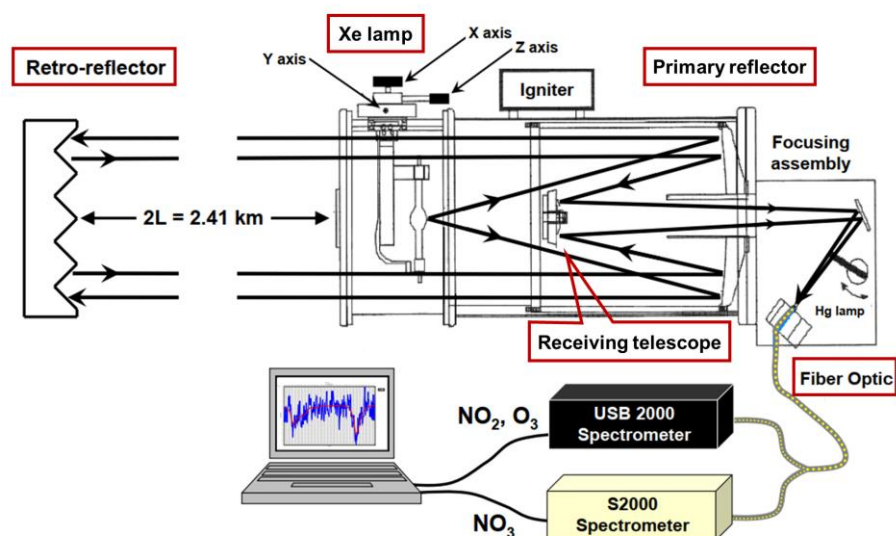 Xe lamp
X axis
Z axis
Y axis
Retro-reflector
Igniter
Primary reflector
Focusing
assembly
2L = 2.41 km
Hg lamp
Receiving telescope
Fiber Optic
NO2, O3
USB 2000
Spectrometer
NO3
S2000
Spectrometer